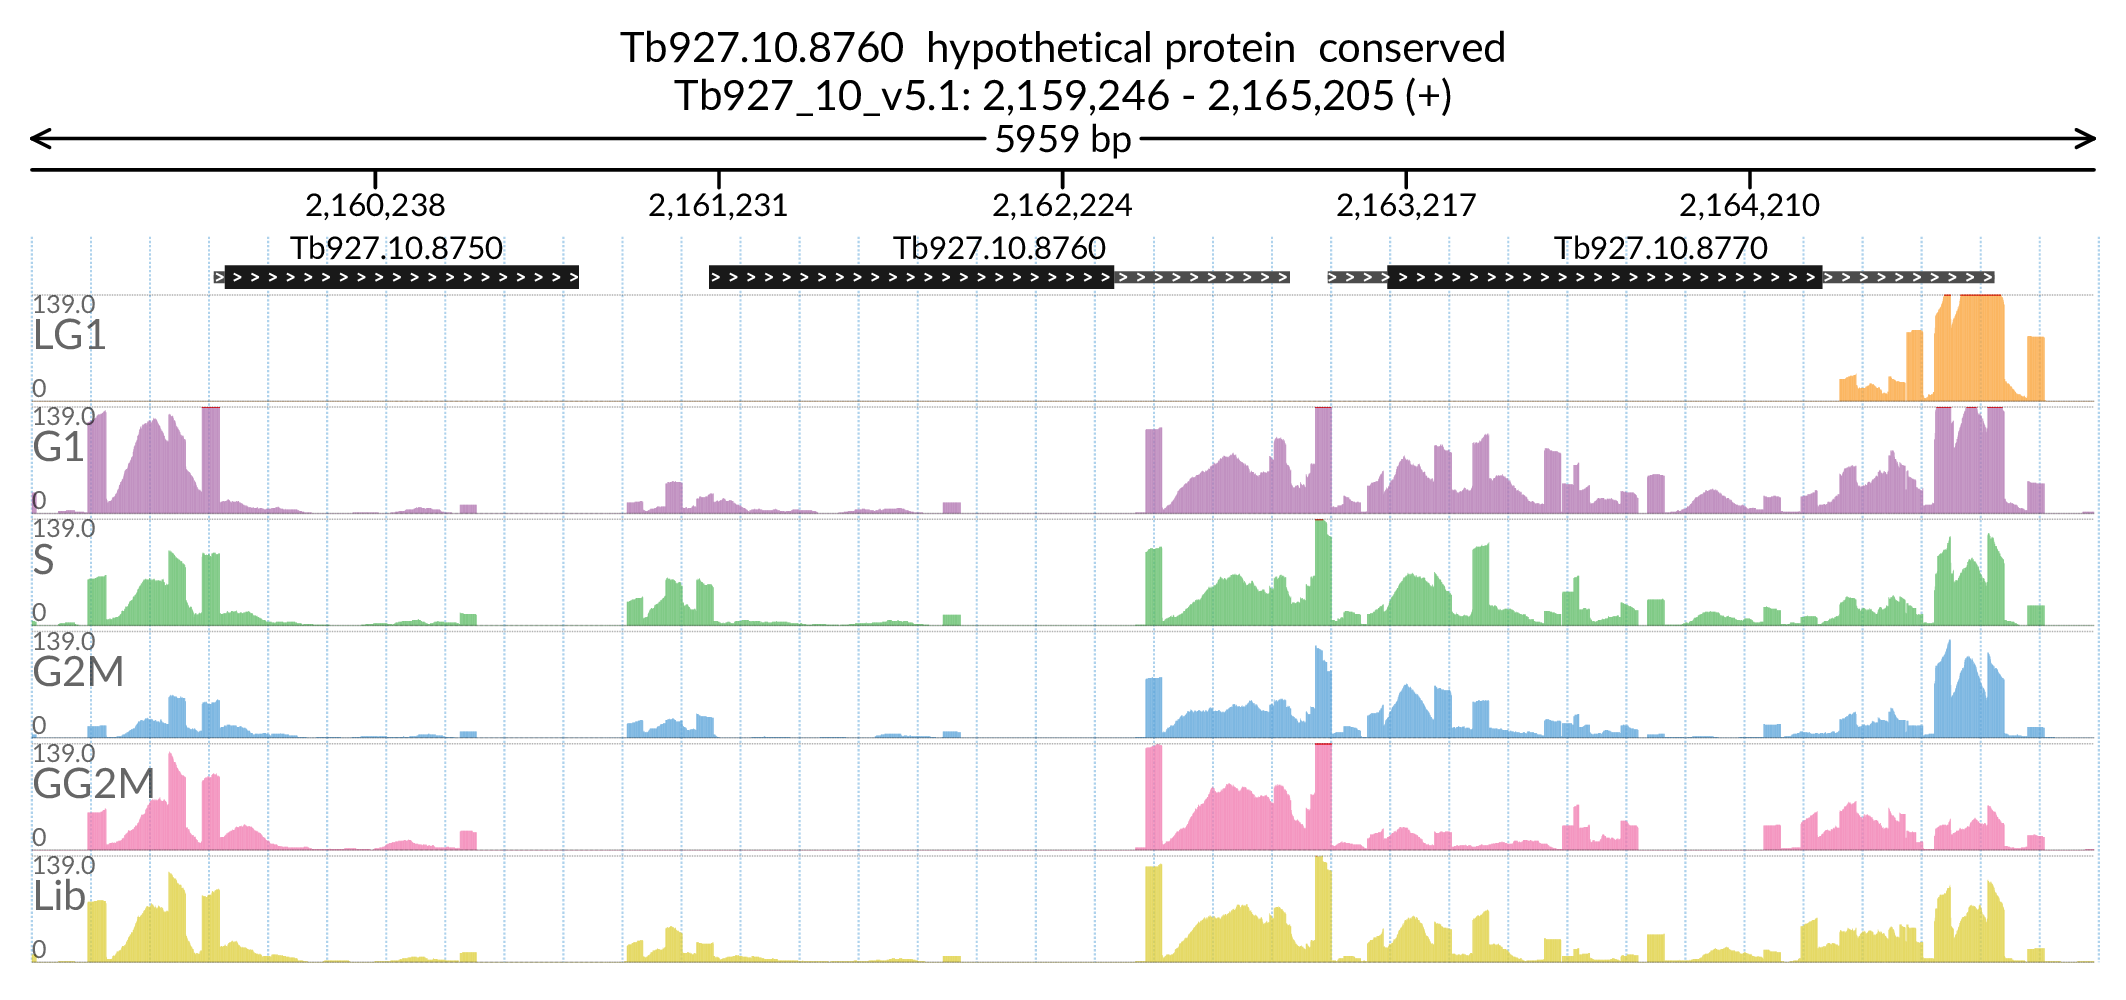 Tb927.10.8760 hypothetical protein conserved
Tb927_10_v5.1: 2,159,246 - 2,165,205 (+)
5959 bp
2,160,238 2,161,231 2,162,224 2,163,217 2,164,210
Tb927.10.8750 Tb927.10.8760 Tb927.10.8770
139.0
LG1
0
139.0
G1
0
139.0
S
0
139.0
G2M
0
139.0
GG2M
0
139.0
Lib
0